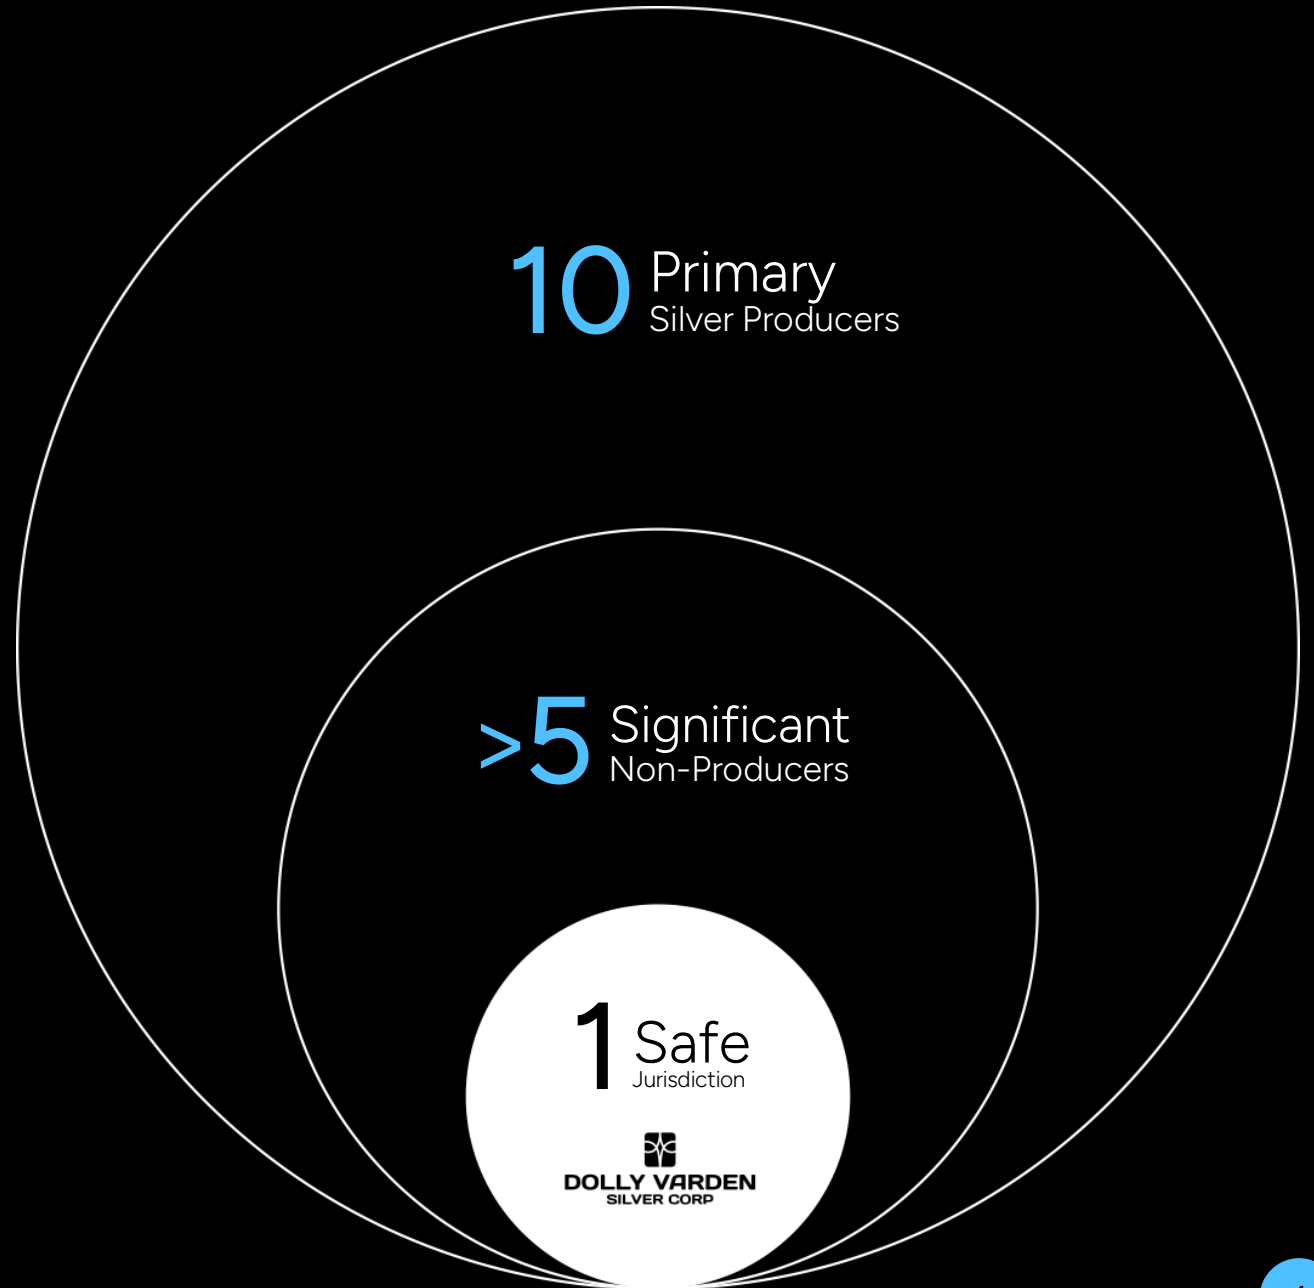 10 Primary
Silver Producers
>5 Significant
Non-Producers
1 Safe
Jurisdiction
DOLLY VARDEN
SILVER CORP